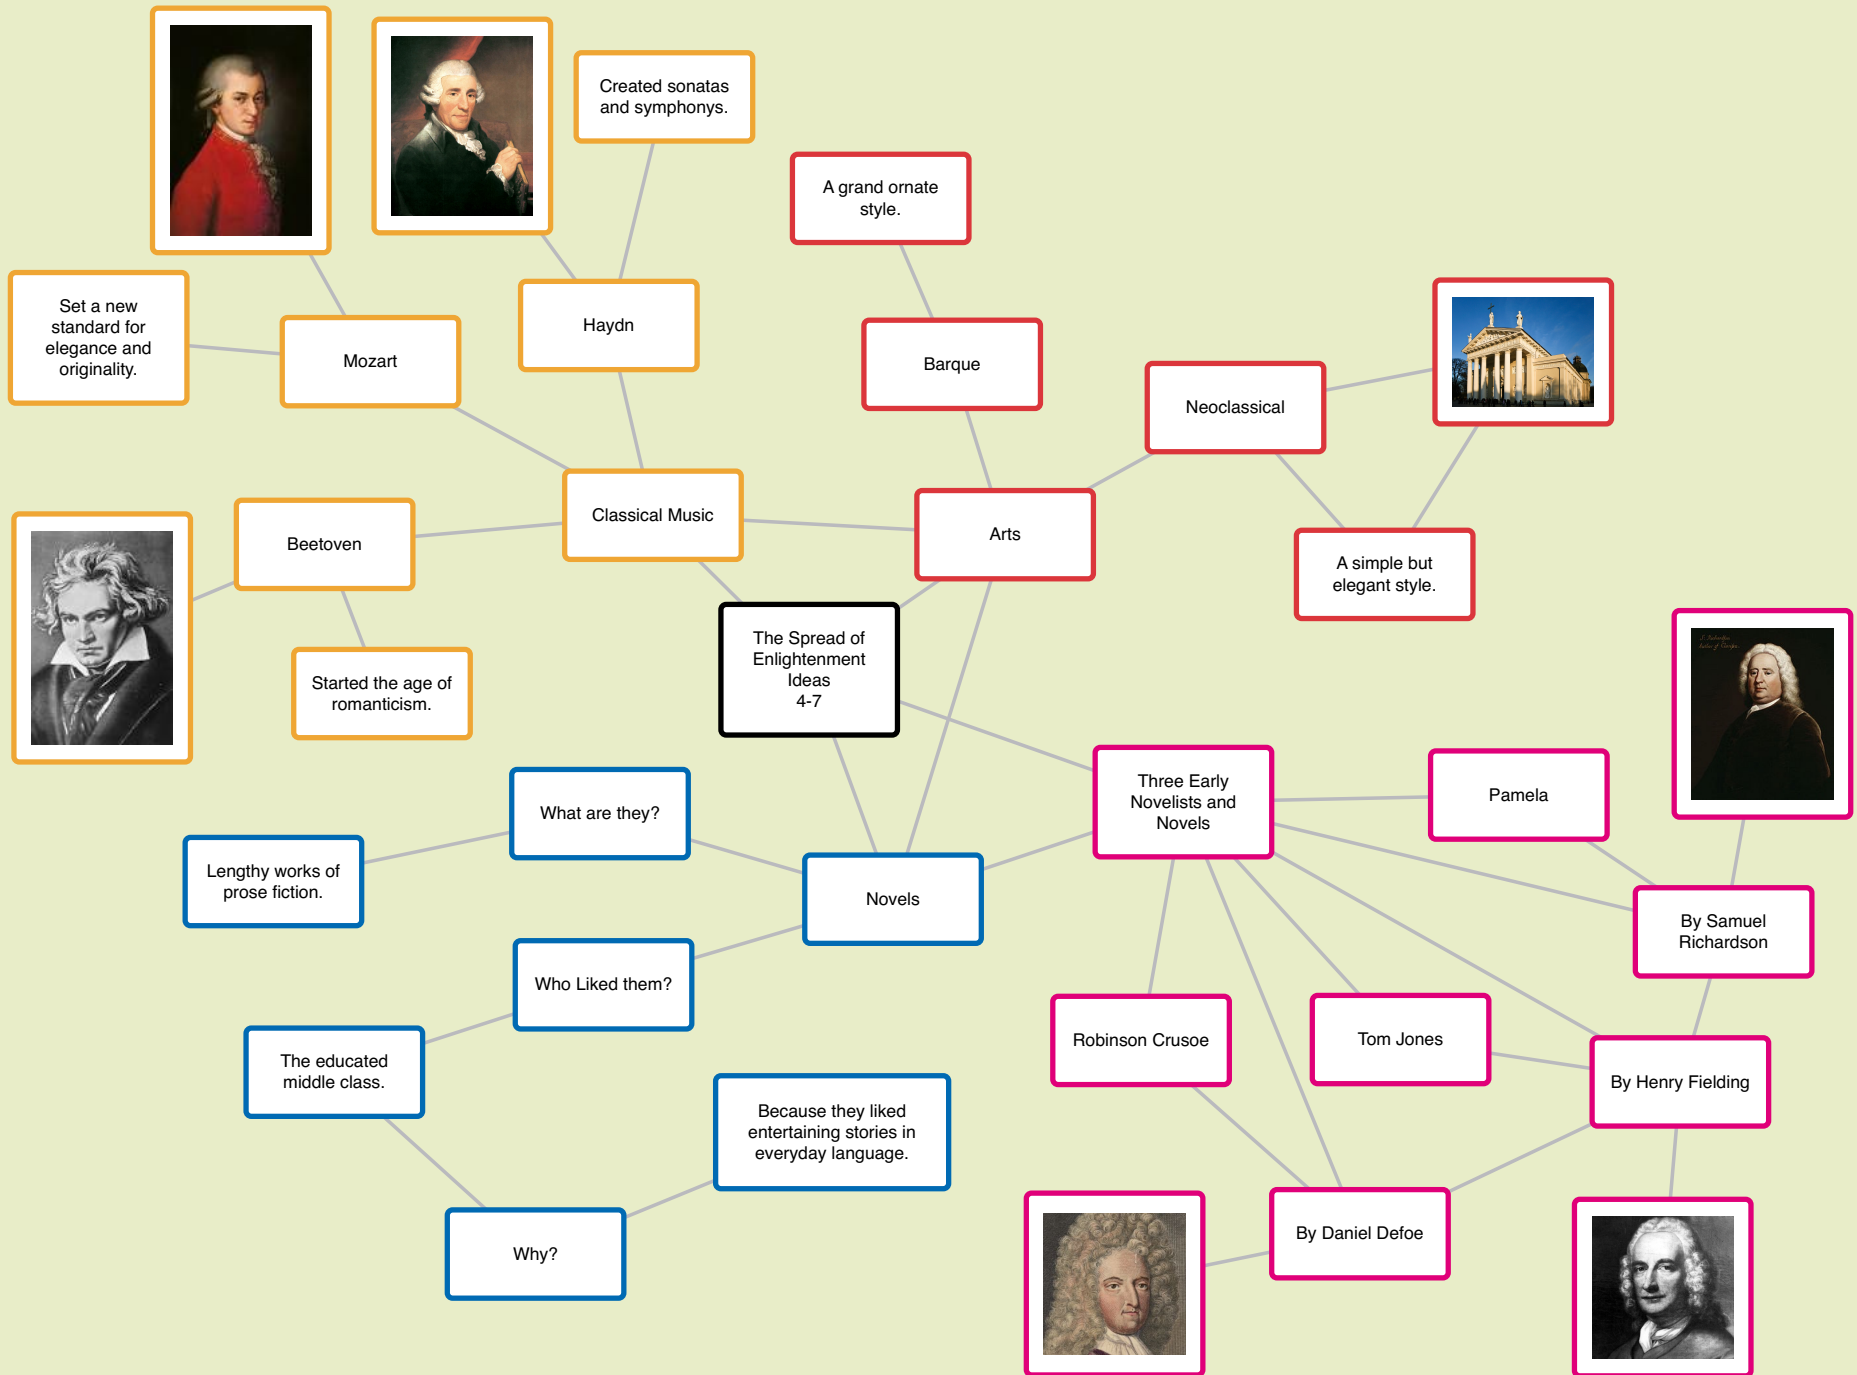 Created sonatas
and symphonys.
A grand ornate
style.
Set a new
standard for
elegance and
originality.
Mozart
Haydn
Barque
Neoclassical
Classical Music
Arts
Beetoven
A simple but
elegant style.
Started the age of
romanticism.
The Spread of
Enlightenment
Ideas
4-7
Three Early
Novelists and
Novels
Pamela
What are they?
Lengthy works of
prose fiction.
Novels
By Samuel
Richardson
Who Liked them?
Robinson Crusoe
Tom Jones
The educated
middle class.
By Henry Fielding
Because they liked
entertaining stories in
everyday language.
Why?
By Daniel Defoe